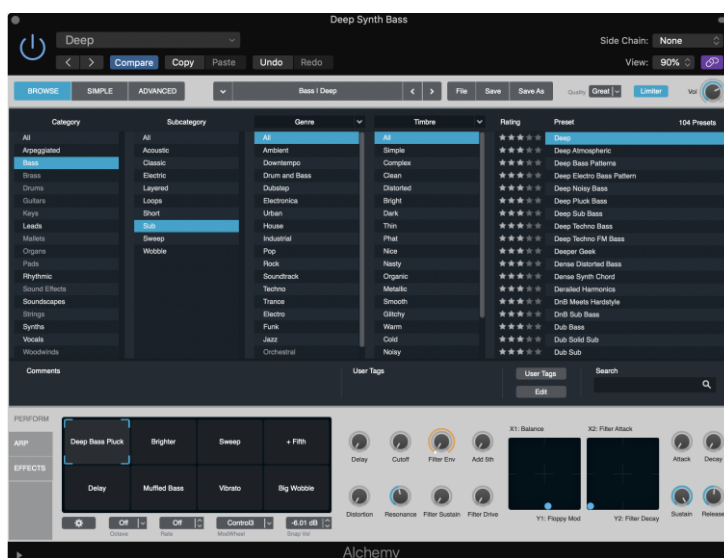 Deep Synth Bass
Deep
Side Chain: None
Compare Copy Paste Undo Redo
View: 90%
BROWSE SIMPLE ADVANCED Bass | Deep File Save Save As Quality Great Limiter Vol
Category Subcategory Genre Timbre Rating Preset 104 Presets
All All All All Deep
Arpeggiated Acoustic Ambient Simple Deep Atmospheric
Bass Classic Downtempo Complex Deep Bass Patterns
Brass Electric Drum and Bass Clean Deep Electro Bass Pattern
Drums Layered Dubstep Distorted Deep Noisy Bass
Guitars Loops Electronica Bright Deep Pluck Bass
Keys Short Urban Dark Deep Sub Bass
Leads Sub House Thin Deep Techno Bass
Mallets Sweep Industrial Phat Deep Techno FM Bass
Organs Wobble Pop Nice Deeper Geek
Pads Rock Nasty Dense Distorted Bass
Rhythmic Soundtrack Organic Dense Synth Chord
Sound Effects Techno Metallic Derailed Harmonics
Soundscapes Trance Smooth DnB Meets Hardstyle
Strings Electro Glitchy DnB Sub Bass
Synths Funk Warm Dub Bass
Vocals Jazz Cold Dub Solid Sub
Woodwinds Orchestral Noisy Dub Sub
Comments User Tags User Tags Search
Edit
PERFORM
ARP
EFFECTS
Deep Bass Pluck Brighter Sweep + Fifth
Delay Muffled Bass Vibrato Big Wobble
Off Off Control3 -6.01 dB
Octave Rate ModWheel Snap Vol
Delay Cutoff Filter Env Add 5th
Distortion Resonance Filter Sustain Filter Drive
X1: Balance X2: Filter Attack
Y1: Floppy Mod Y2: Filter Decay
Attack Decay
Sustain Release
Alchemy